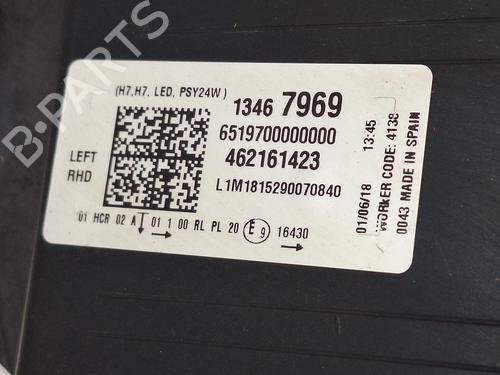 (H7,H7, LED, PSY24W )
1346 7969
6519700000000
462161423
L1M1815290070840
LEFT
RHD
01 HCR 02 A 01 1 00 RL PL 20 E 9 16430
01/06/18 13:45
WORKER CODE: 4138
0043 MADE IN SPAIN
B-PARTS